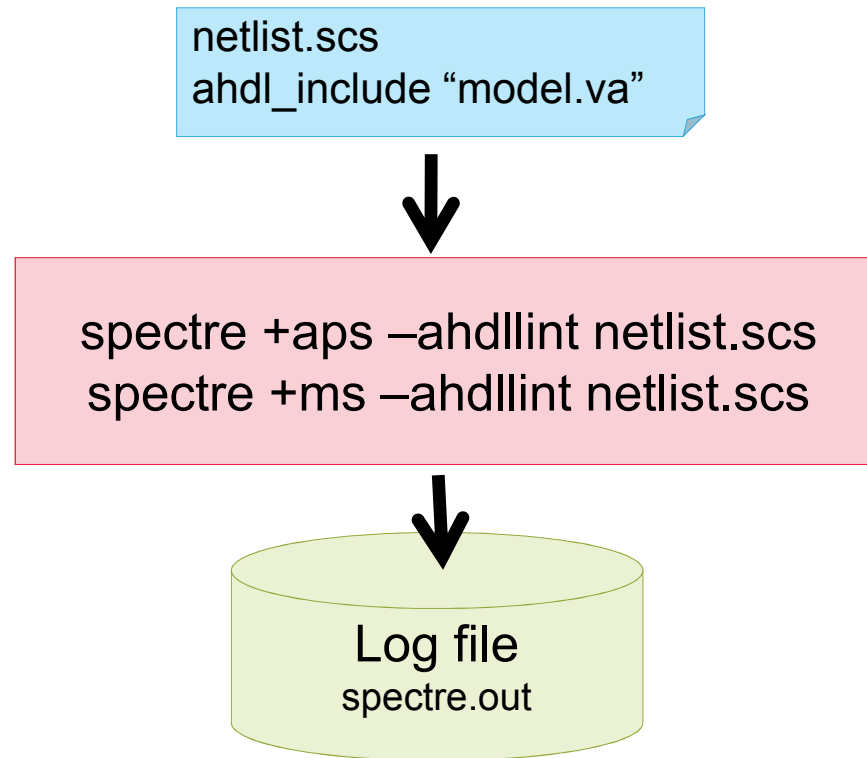 netlist.scs
ahdl_include “model.va”
spectre +aps –ahdllint netlist.scs
spectre +ms –ahdllint netlist.scs
Log file
spectre.out